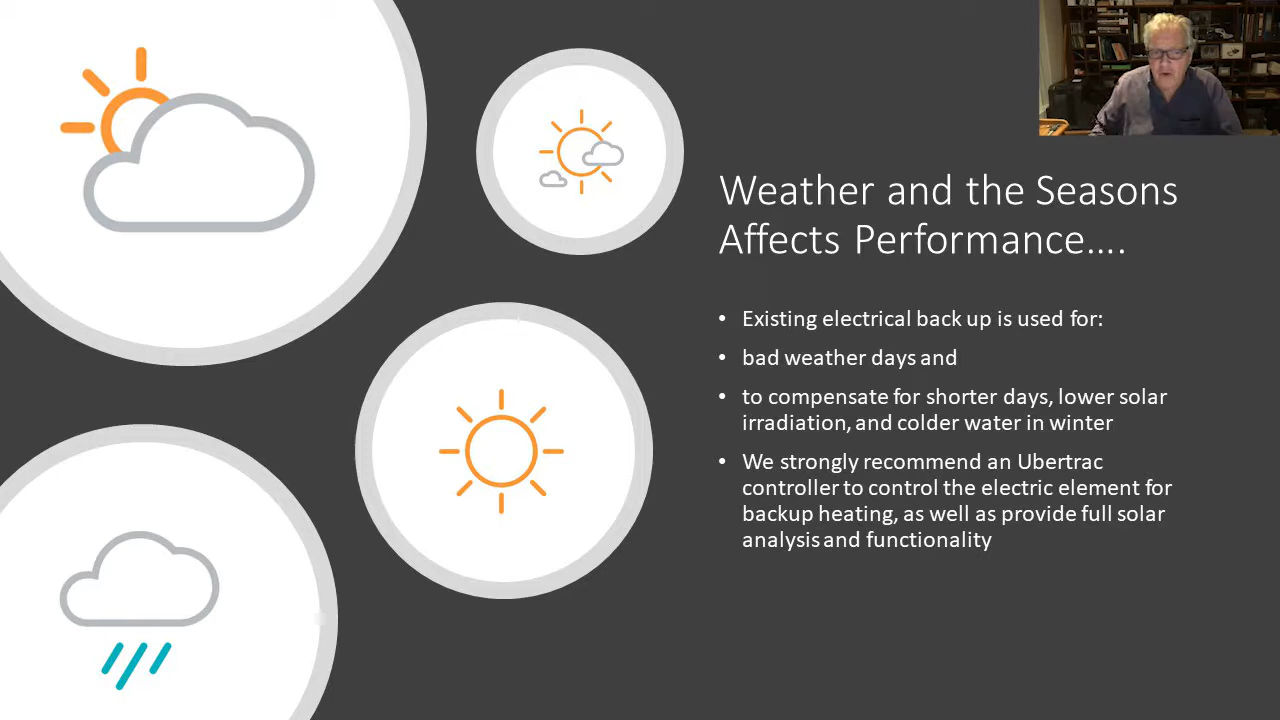 Weather and the Seasons
Affects Performance....
• Existing electrical back up is used for:
• bad weather days and
• to compensate for shorter days, lower solar
irradiation, and colder water in winter
• We strongly recommend an Ubertrac
controller to control the electric element for
backup heating, as well as provide full solar
analysis and functionality